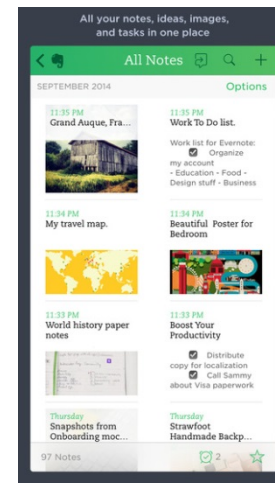 All your notes, ideas, images,
and tasks in one place
All Notes
SEPTEMBER 2014
Options
11:35 PM
Grand Auque, Fra...
11:35 PM
Work To Do list.
Work list for Evernote:
Organize
my account
- Education - Food -
Design stuff - Business
11:34 PM
My travel map.
11:34 PM
Beautiful Poster for
Bedroom
11:33 PM
World history paper
notes
11:33 PM
Boost Your
Productivity
Distribute
copy for localization
Call Sammy
about Visa paperwork
Thursday
Snapshots from
Onboarding moc...
Thursday
Strawfoot
Handmade Backp...
97 Notes
2